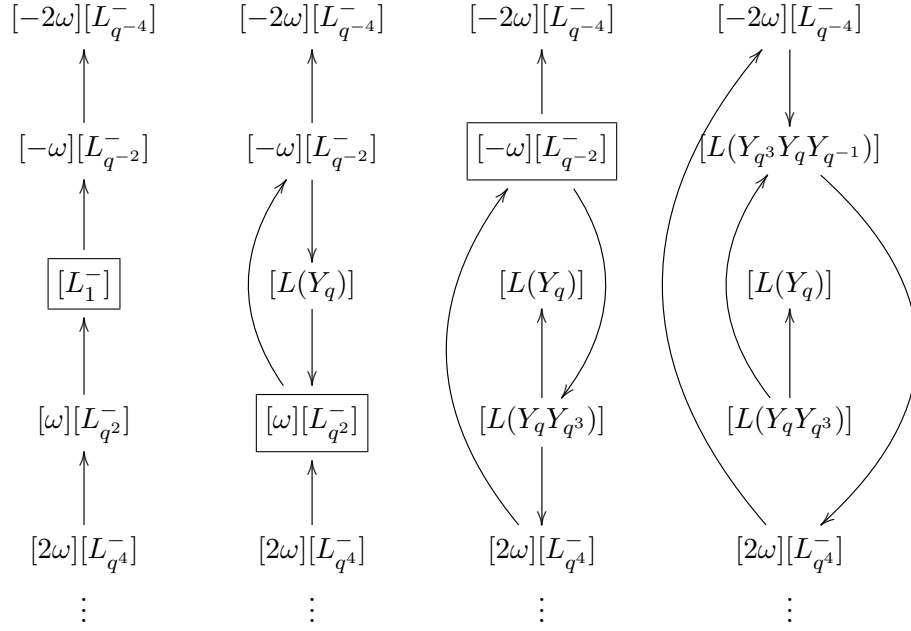 [−2ω][L⁻_{q⁻⁴}] [−2ω][L⁻_{q⁻⁴}] [−2ω][L⁻_{q⁻⁴}] [−2ω][L⁻_{q⁻⁴}]
[−ω][L⁻_{q⁻²}] [−ω][L⁻_{q⁻²}] [−ω][L⁻_{q⁻²}] [L(Y_{q³}Y_qY_{q⁻¹})]
[L⁻_1] [L(Y_q)] [L(Y_q)] [L(Y_q)]
[ω][L⁻_{q²}] [ω][L⁻_{q²}] [L(Y_qY_{q³})] [L(Y_qY_{q³})]
[2ω][L⁻_{q⁴}] [2ω][L⁻_{q⁴}] [2ω][L⁻_{q⁴}] [2ω][L⁻_{q⁴}]
⋮ ⋮ ⋮ ⋮